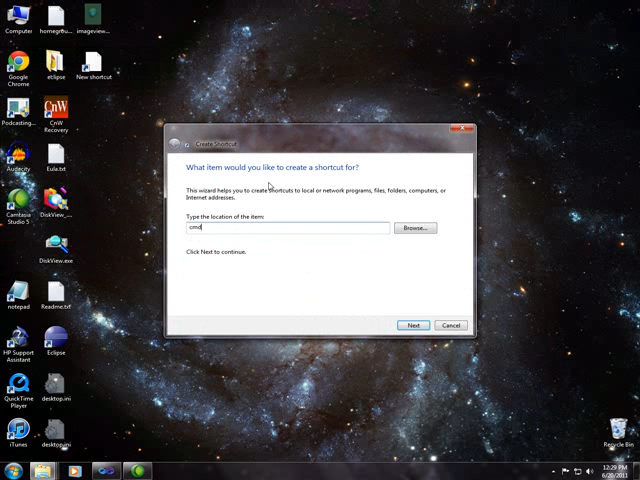 Computer
homegrou...
imageview...
Google
Chrome
etlipse
New shortcut
Podcasting...
CnW
Recovery
Audacity
Eula.txt
Camtasia
Studio 5
DiskView_...
DiskView.exe
notepad
Readme.txt
HP Support
Assistant
Eclipse
QuickTime
Player
desktop.ini
iTunes
desktop.ini
Create Shortcut
What item would you like to create a shortcut for?
This wizard helps you to create shortcuts to local or network programs, files, folders, computers, or
Internet addresses.
Type the location of the item:
cmd
Browse...
Click Next to continue.
Next
Cancel
Recycle Bin
12:29 PM
6/20/2011